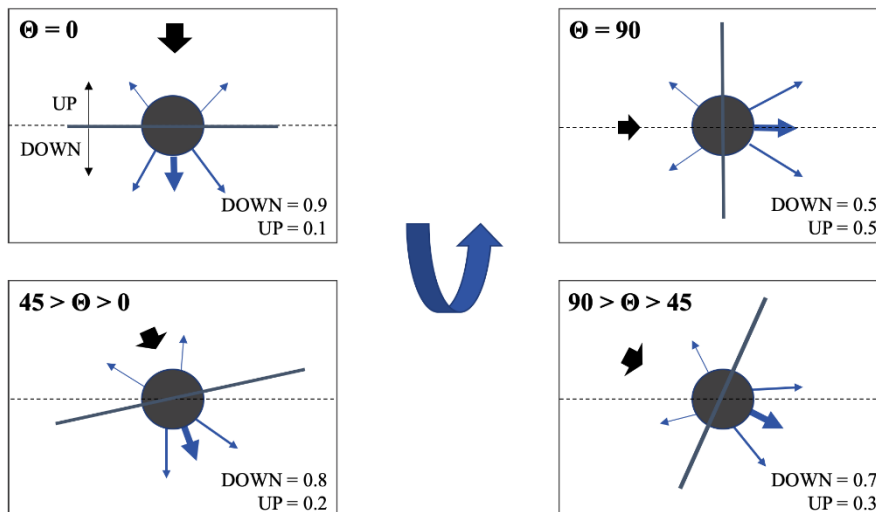 Θ = 0
UP
DOWN
DOWN = 0.9
UP = 0.1
Θ = 90
DOWN = 0.5
UP = 0.5
45 > Θ > 0
DOWN = 0.8
UP = 0.2
90 > Θ > 45
DOWN = 0.7
UP = 0.3